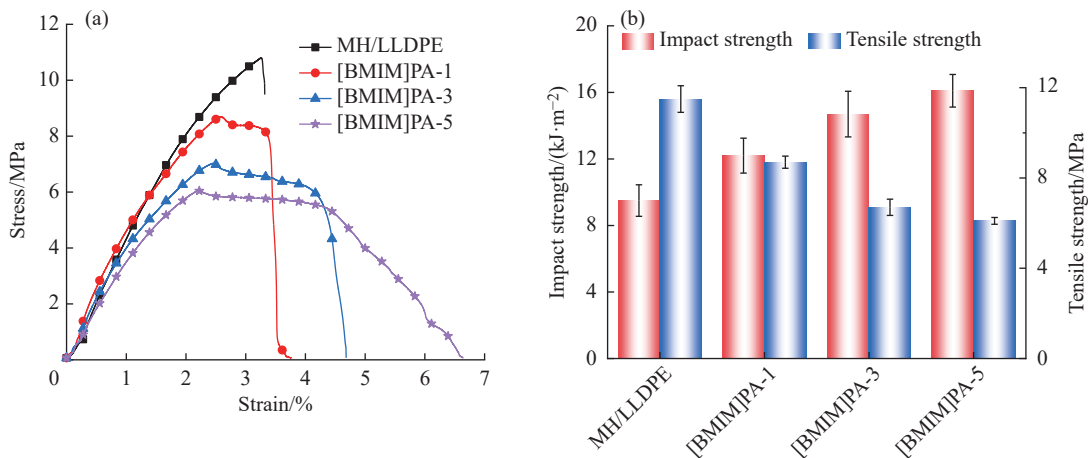 (a)
12
10
8
6
4
2
0
1
2
3
4
5
6
7
Stress/MPa
Strain/%
MH/LLDPE
[BMIM]PA-1
[BMIM]PA-3
[BMIM]PA-5
(b)
20
16
12
8
4
0
Impact strength/(kJ·m⁻²)
Impact strength
Tensile strength
12
9
6
3
0
Tensile strength/MPa
MH/LLDPE
[BMIM]PA-1
[BMIM]PA-3
[BMIM]PA-5